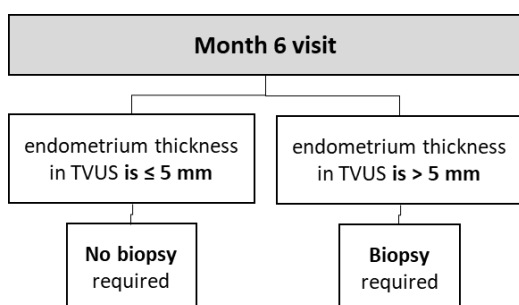 Month 6 visit
endometrium thickness
in TVUS is ≤ 5 mm
endometrium thickness
in TVUS is > 5 mm
No biopsy
required
Biopsy
required